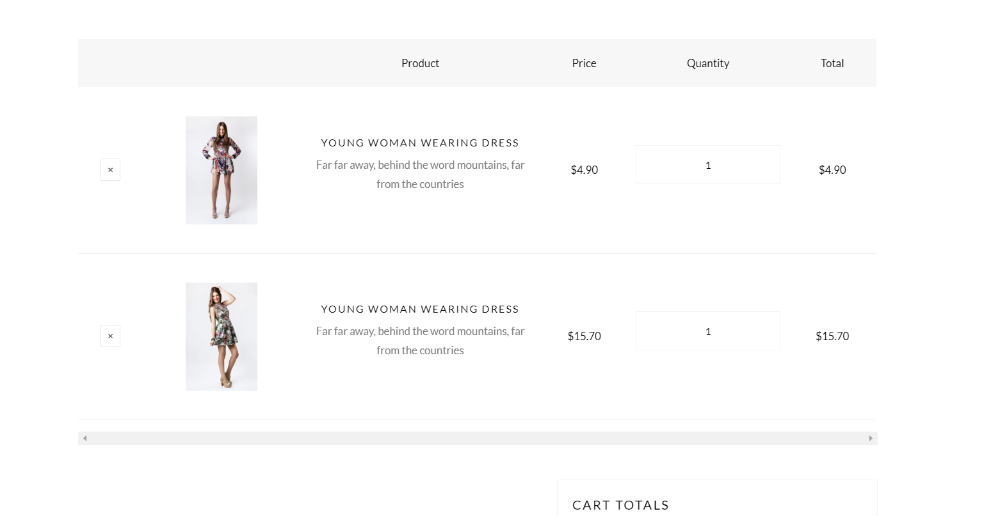 Product Price Quantity Total
YOUNG WOMAN WEARING DRESS
Far far away, behind the word mountains, far
from the countries
× $4.90 1 $4.90
YOUNG WOMAN WEARING DRESS
Far far away, behind the word mountains, far
from the countries
× $15.70 1 $15.70
CART TOTALS